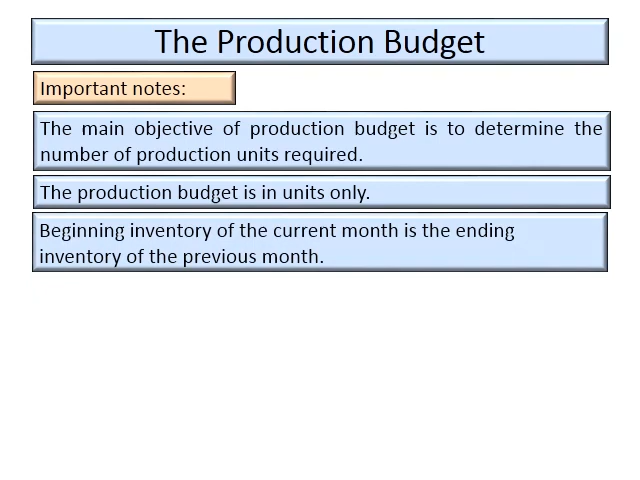 The Production Budget
Important notes:
The main objective of production budget is to determine the
number of production units required.
The production budget is in units only.
Beginning inventory of the current month is the ending
inventory of the previous month.